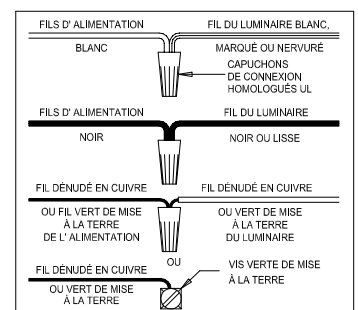 FILS D' ALIMENTATION
FIL DU LUMINAIRE BLANC,
BLANC
MARQUÉ OU NERVURÉ
CAPUCHONS
DE CONNEXION
HOMOLOGUÉS UL
FILS D' ALIMENTATION
FIL DU LUMINAIRE
NOIR
NOIR OU LISSE
FIL DÉNUDÉ EN CUIVRE
FIL DÉNUDÉ EN CUIVRE
OU FIL VERT DE MISE
À LA TERRE
DE L' ALIMENTATION
OU VERT DE MISE
À LA TERRE
DU LUMINAIRE
OU
FIL DÉNUDÉ EN CUIVRE
OU VERT DE MISE
À LA TERRE
VIS VERTE DE MISE
À LA TERRE